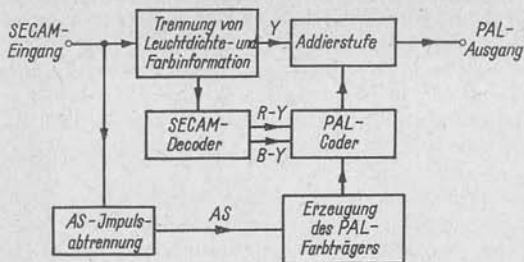 SECAM-
Eingang
Trennung von
Leuchtdichte- und
Farbinformation
Y
Addierstufe
PAL-
Ausgang
SECAM-
Decoder
R-Y
B-Y
PAL-
Coder
AS-Impuls-
abtrennung
AS
Erzeugung
des PAL-
Farbträgers